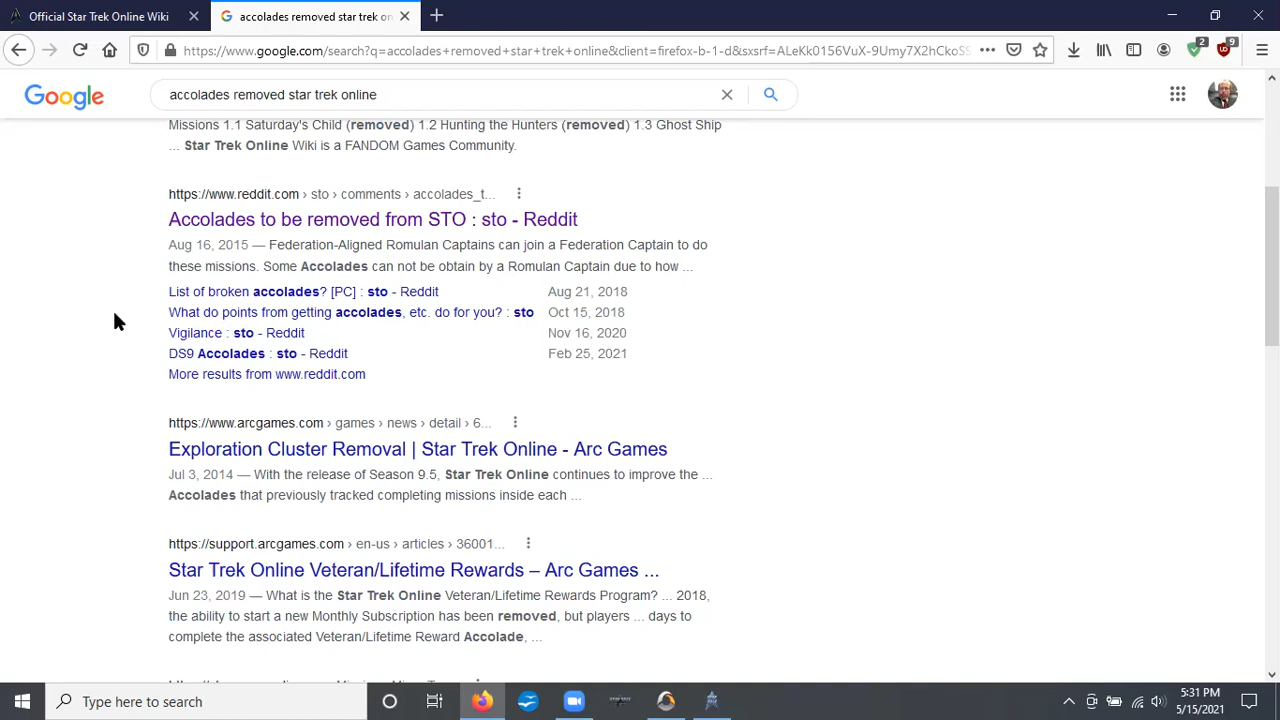 Official Star Trek Online Wiki
accolades removed star trek on
https://www.google.com/search?q=accolades+removed+star+trek+online&client=firefox-b-1-d&sxsrf=ALeKk0156VuX-9Umy7X2hCkoS
2
9
Google
accolades removed star trek online
Missions 1.1 Saturday's Child (removed) 1.2 Hunting the Hunters (removed) 1.3 Ghost Ship
... Star Trek Online Wiki is a FANDOM Games Community.
https://www.reddit.com › sto › comments › accolades_t...
Accolades to be removed from STO : sto - Reddit
Aug 16, 2015 — Federation-Aligned Romulan Captains can join a Federation Captain to do
these missions. Some Accolades can not be obtain by a Romulan Captain due to how ...
List of broken accolades? [PC] : sto - Reddit Aug 21, 2018
What do points from getting accolades, etc. do for you? : sto Oct 15, 2018
Vigilance : sto - Reddit Nov 16, 2020
DS9 Accolades : sto - Reddit Feb 25, 2021
More results from www.reddit.com
https://www.arcgames.com › games › news › detail › 6...
Exploration Cluster Removal | Star Trek Online - Arc Games
Jul 3, 2014 — With the release of Season 9.5, Star Trek Online continues to improve the ...
Accolades that previously tracked completing missions inside each ...
https://support.arcgames.com › en-us › articles › 36001...
Star Trek Online Veteran/Lifetime Rewards – Arc Games ...
Jun 23, 2019 — What is the Star Trek Online Veteran/Lifetime Rewards Program? ... 2018,
the ability to start a new Monthly Subscription has been removed, but players ... days to
complete the associated Veteran/Lifetime Reward Accolade, ...
Type here to search
5:31 PM
5/15/2021